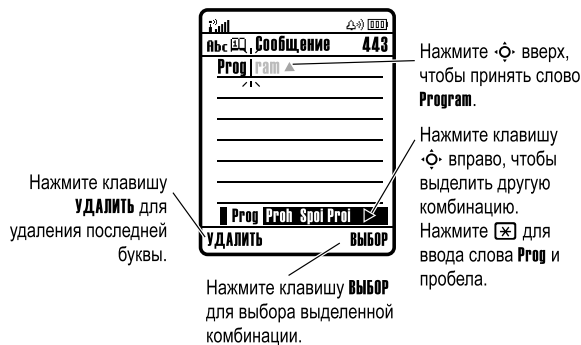 Abc Сообщение 443
Program
Prog Proh Spoi Proi
УДАЛИТЬ ВЫБОР
Нажмите вверх,
чтобы принять слово
Program.
Нажмите клавишу
вправо, чтобы
выделить другую
комбинацию.
Нажмите * для
ввода слова Prog и
пробела.
Нажмите клавишу
УДАЛИТЬ для
удаления последней
буквы.
Нажмите клавишу ВЫБОР
для выбора выделенной
комбинации.